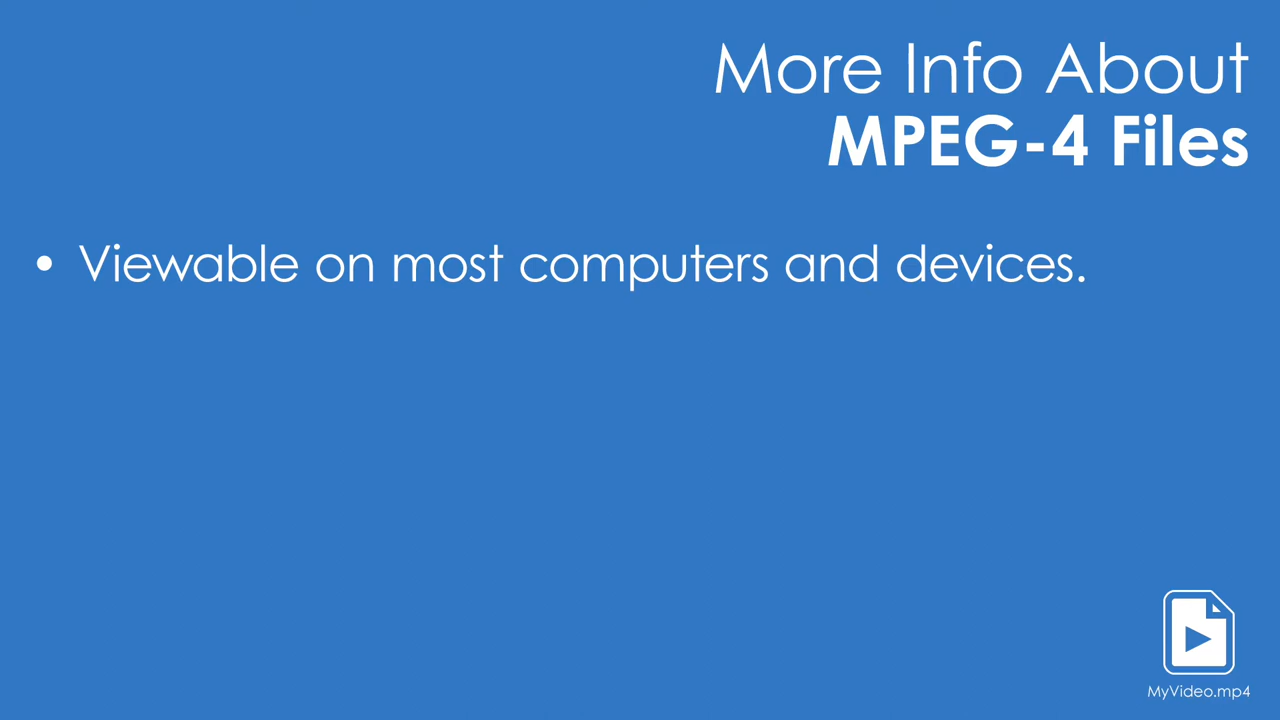 More Info About
MPEG-4 Files
• Viewable on most computers and devices.
MyVideo.mp4